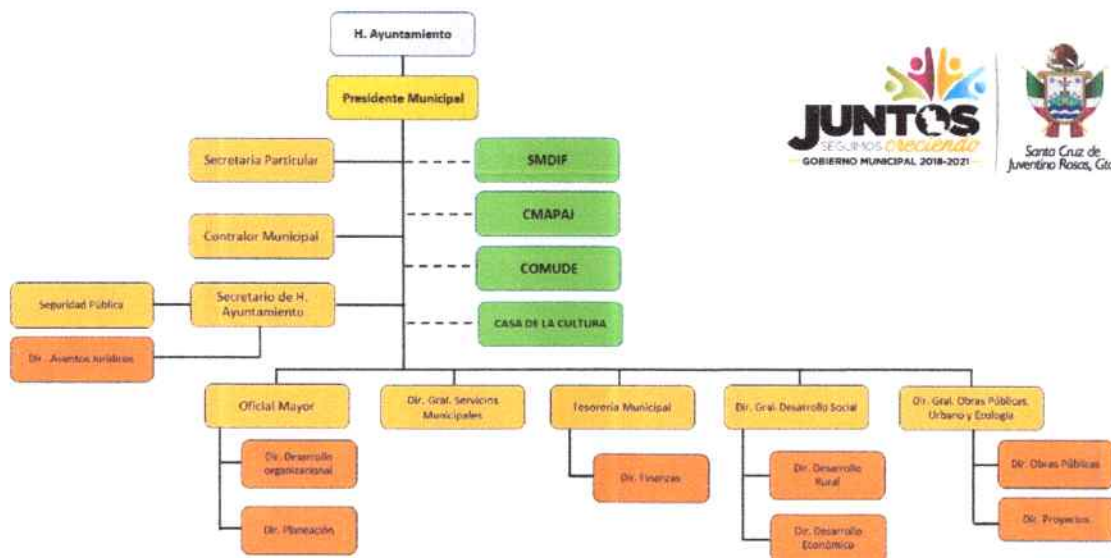 H. Ayuntamiento
Presidente Municipal
JUNTOS
SEGUIMOS creciendo
GOBIERNO MUNICIPAL 2018-2021
Santa Cruz de
Juventino Rosas, Gto
Secretaria Particular
SMDIF
CMAPAJ
Contralor Municipal
COMUDE
Seguridad Pública
Secretario de H.
Ayuntamiento
CASA DE LA CULTURA
Dir. Asuntos Jurídicos
Oficial Mayor
Dir. Gral. Servicios
Municipales
Tesorería Municipal
Dir. Gral. Desarrollo Social
Dir. Gral. Obras Públicas,
Urbano y Ecología
Dir. Desarrollo
organizacional
Dir. Finanzas
Dir. Desarrollo
Rural
Dir. Obras Públicas
Dir. Planeación
Dir. Desarrollo
Económico
Dir. Proyectos